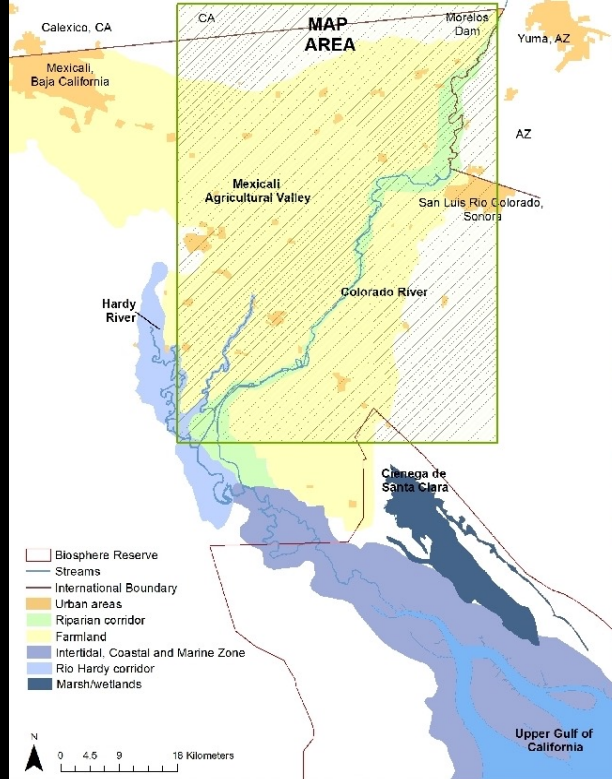 CA
MAP
AREA
Morelos
Dam
Calexico, CA
Yuma, AZ
Mexicali,
Baja California
AZ
Mexicali
Agricultural Valley
San Luis Rio Colorado,
Sonora
Colorado River
Hardy
River
Cienega de
Santa Clara
Biosphere Reserve
Streams
International Boundary
Urban areas
Riparian corridor
Farmland
Intertidal, Coastal and Marine Zone
Rio Hardy corridor
Marsh/wetlands
Upper Gulf of
California
N
0 4.5 9 18 Kilometers